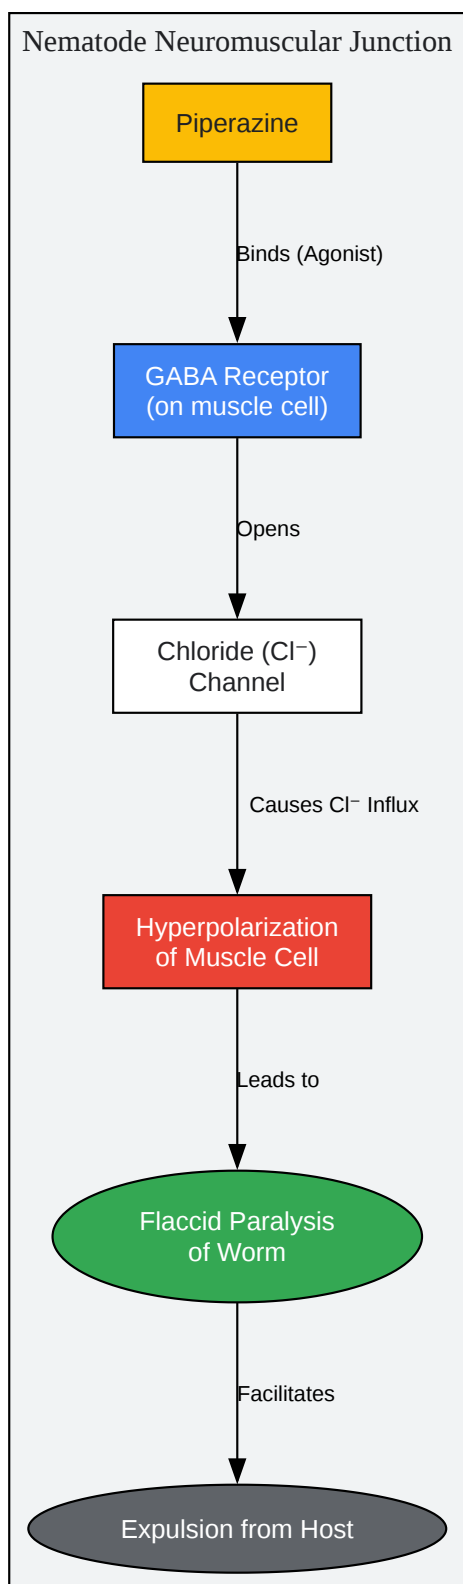 Nematode Neuromuscular Junction
Piperazine
Binds (Agonist)
GABA Receptor
(on muscle cell)
Opens
Chloride (Cl⁻)
Channel
Causes Cl⁻ Influx
Hyperpolarization
of Muscle Cell
Leads to
Flaccid Paralysis
of Worm
Facilitates
Expulsion from Host